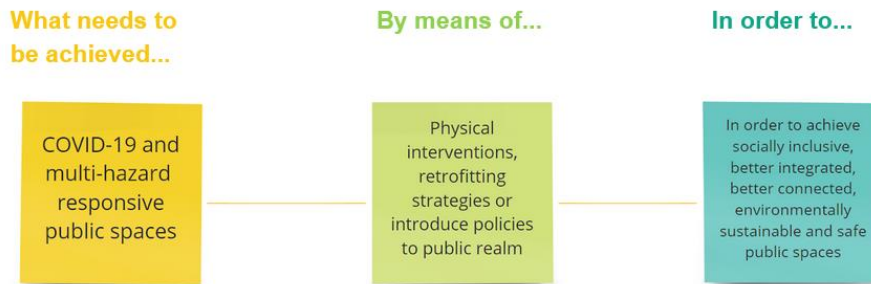 What needs to
be achieved...
By means of...
In order to...
COVID-19 and
multi-hazard
responsive
public spaces
Physical
interventions,
retrofitting
strategies or
introduce policies
to public realm
In order to achieve
socially inclusive,
better integrated,
better connected,
environmentally
sustainable and safe
public spaces